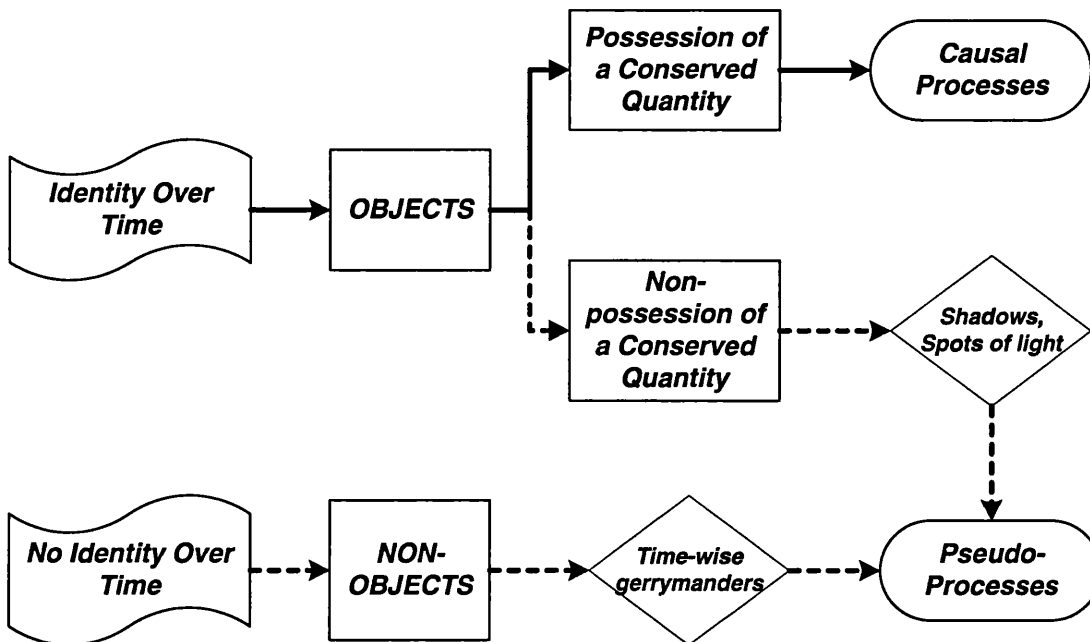 Possession of
a Conserved
Quantity
Causal
Processes
Identity Over
Time
OBJECTS
Non-
possession of
a Conserved
Quantity
Shadows,
Spots of light
No Identity Over
Time
NON-
OBJECTS
Time-wise
gerrymanders
Pseudo-
Processes